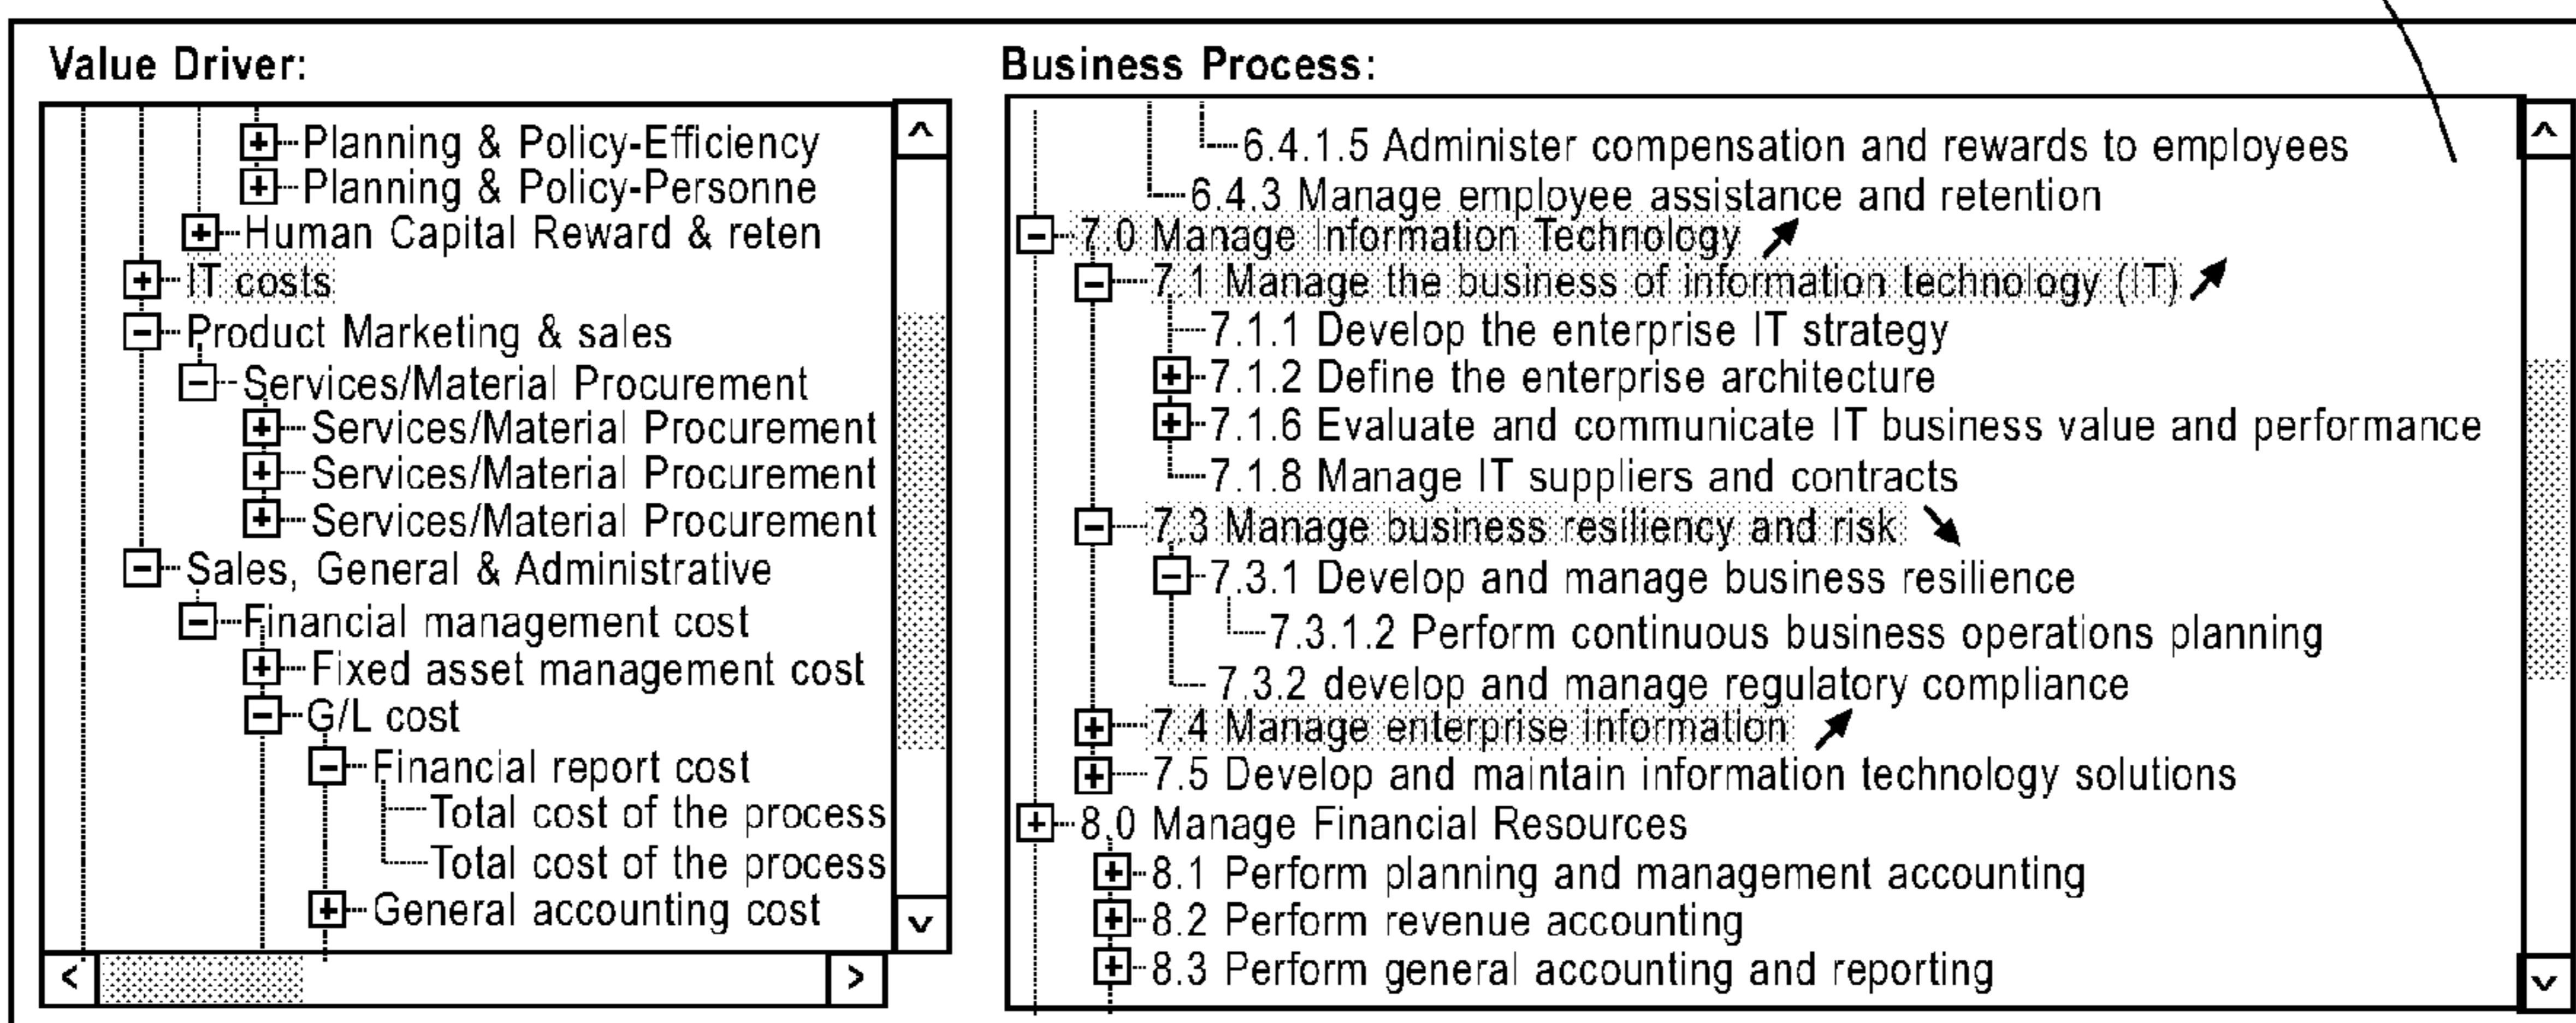 Value Driver:
Planning & Policy-Efficiency
Planning & Policy-Personne
Human Capital Reward & reten
IT costs
Product Marketing & sales
Services/Material Procurement
Services/Material Procurement
Services/Material Procurement
Services/Material Procurement
Sales, General & Administrative
Financial management cost
Fixed asset management cost
G/L cost
Financial report cost
Total cost of the process
Total cost of the process
General accounting cost
Business Process:
6.4.1.5 Administer compensation and rewards to employees
6.4.3 Manage employee assistance and retention
7.0 Manage Information Technology
7.1 Manage the business of information technology (IT)
7.1.1 Develop the enterprise IT strategy
7.1.2 Define the enterprise architecture
7.1.6 Evaluate and communicate IT business value and performance
7.1.8 Manage IT suppliers and contracts
7.3 Manage business resiliency and risk
7.3.1 Develop and manage business resilience
7.3.1.2 Perform continuous business operations planning
7.3.2 develop and manage regulatory compliance
7.4 Manage enterprise information
7.5 Develop and maintain information technology solutions
8.0 Manage Financial Resources
8.1 Perform planning and management accounting
8.2 Perform revenue accounting
8.3 Perform general accounting and reporting